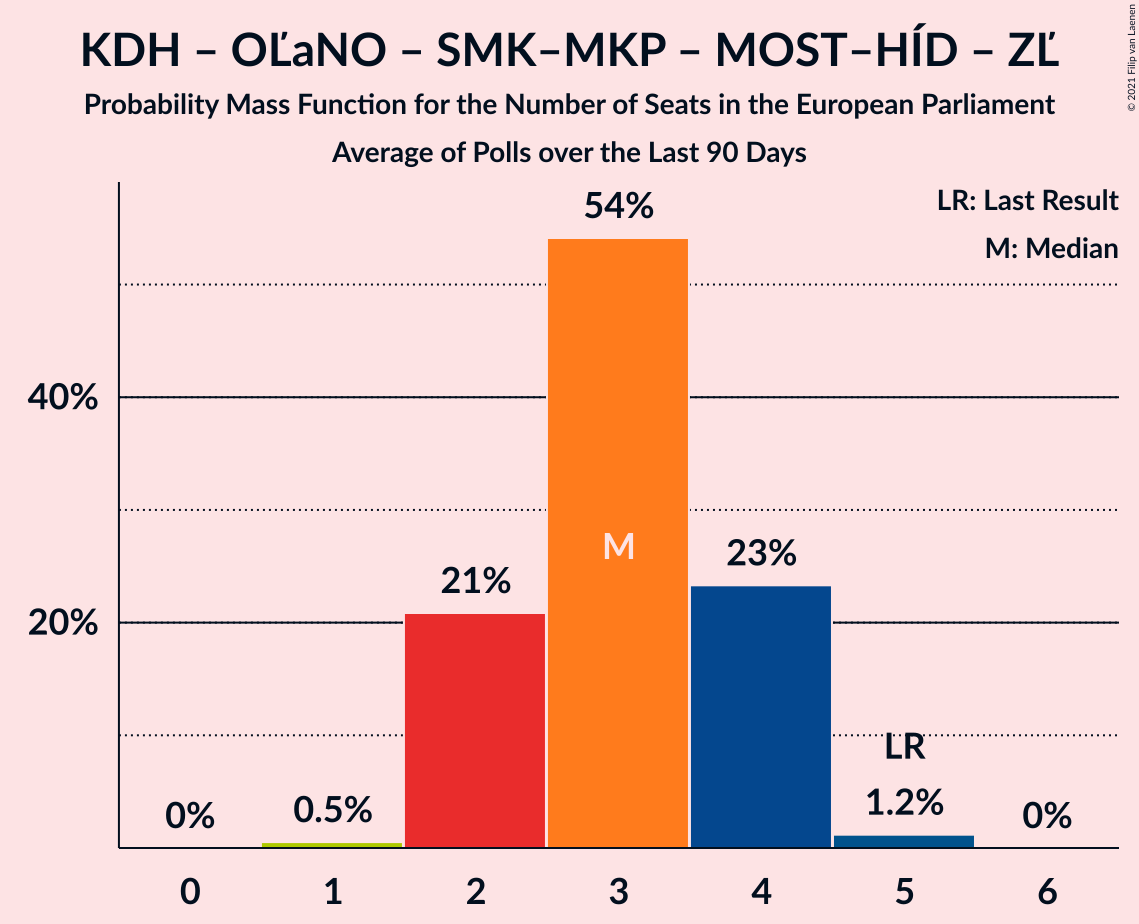 KDH – OĽaNO – SMK–MKP – MOST–HÍD – ZĽ
Probability Mass Function for the Number of Seats in the European Parliament
Average of Polls over the Last 90 Days
© 2021 Filip van Laenen
LR: Last Result
M: Median
54%
40%
M
23%
21%
20%
LR
1.2%
0.5%
0%
0%
0 1 2 3 4 5 6